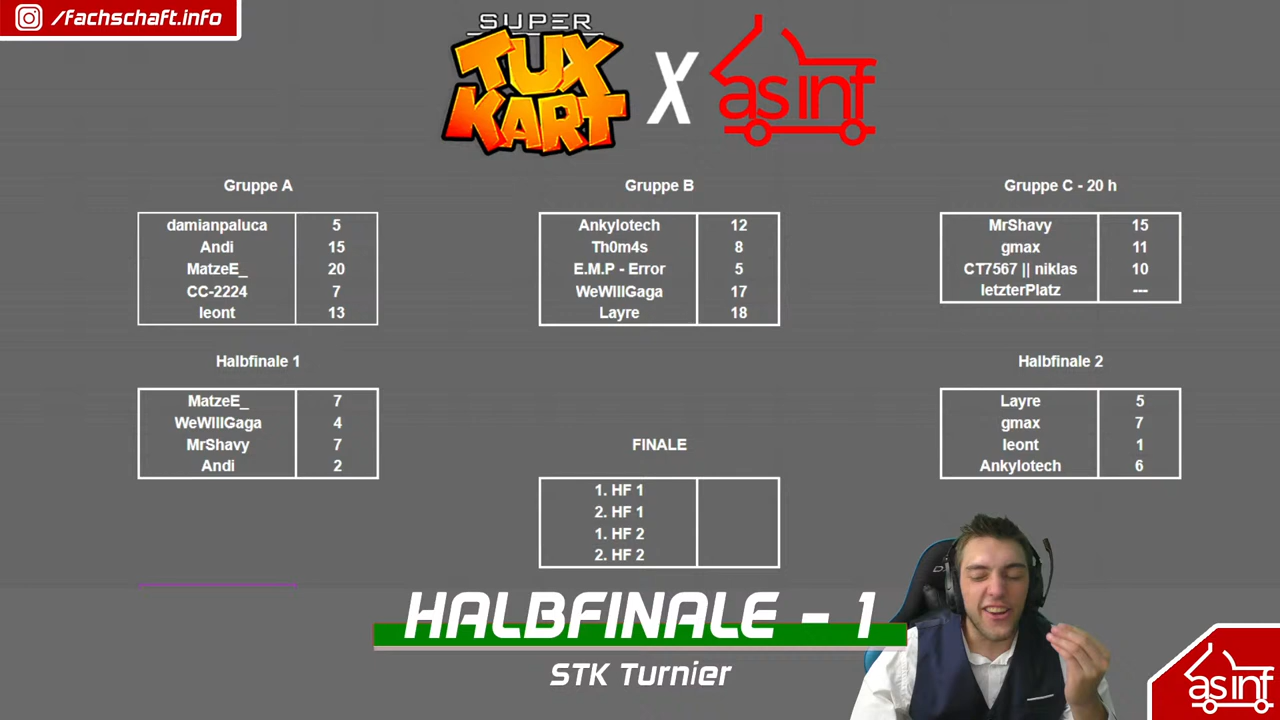 /fachschaft.info
SUPER
TUX
KART
X
as inf
Gruppe A
damianpaluca 5
Andi 15
MatzeE_ 20
CC-2224 7
leont 13
Gruppe B
Ankylotech 12
Th0m4s 8
E.M.P - Error 5
WeWIllGaga 17
Layre 18
Gruppe C - 20 h
MrShavy 15
gmax 11
CT7567 || niklas 10
letzterPlatz ---
Halbfinale 1
MatzeE_ 7
WeWIllGaga 4
MrShavy 7
Andi 2
FINALE
1. HF 1
2. HF 1
1. HF 2
2. HF 2
Halbfinale 2
Layre 5
gmax 7
leont 1
Ankylotech 6
HALBFINALE - 1
STK Turnier
as inf